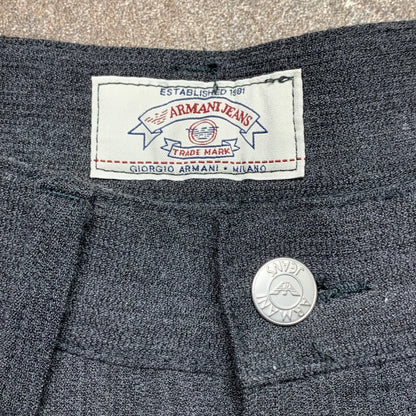 ESTABLISHED 1981
ARMANI JEANS
TRADE MARK
GIORGIO ARMANI • MILANO
ARMANI
JEANS